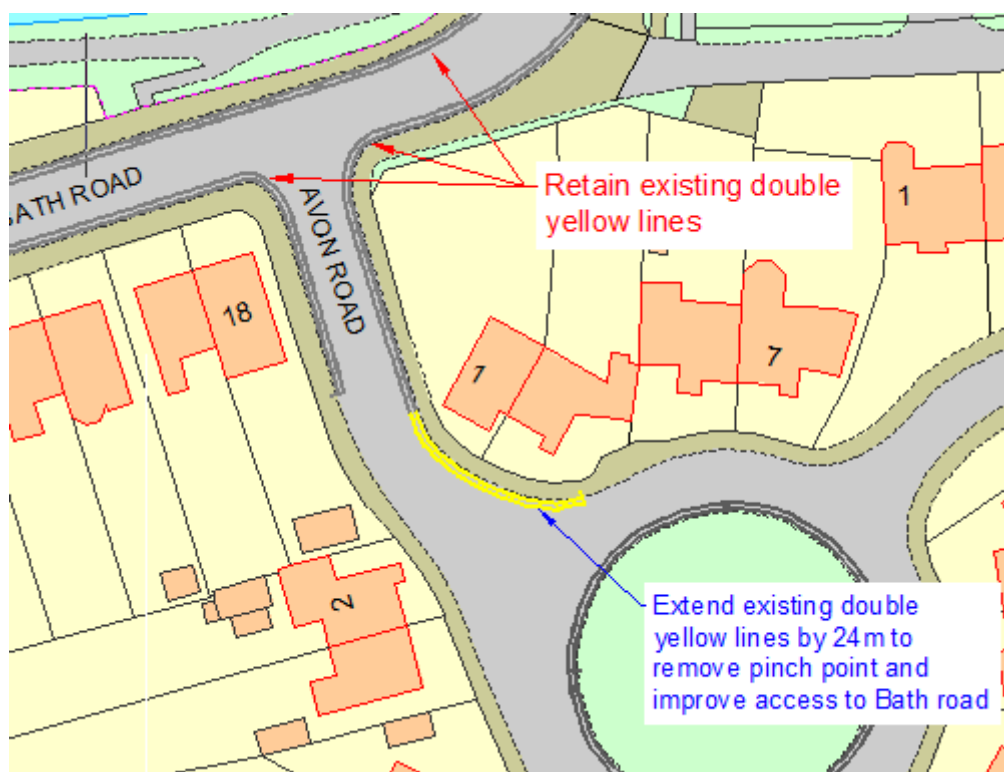 BATH ROAD
AVON ROAD
Retain existing double
yellow lines
1
18
1
7
2
Extend existing double
yellow lines by 24m to
remove pinch point and
improve access to Bath road